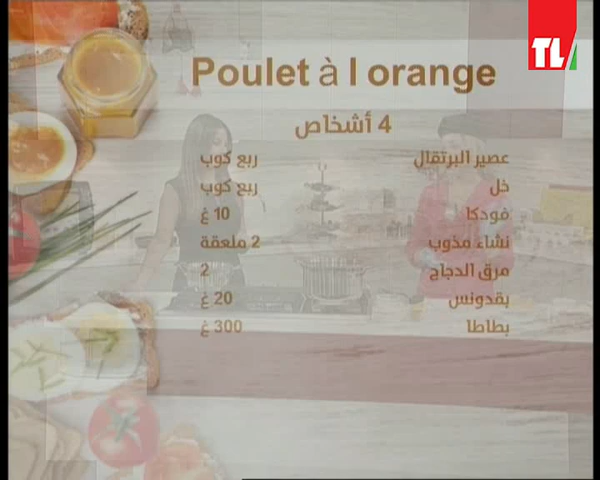 TL
Poulet à l orange
4 أشخاص
عصير البرتقال ربع كوب
خل ربع كوب
فودكا 10 غ
نشاء مذوب 2 ملعقة
مرق الدجاج 2
بقدونس 20 غ
بطاطا 300 غ